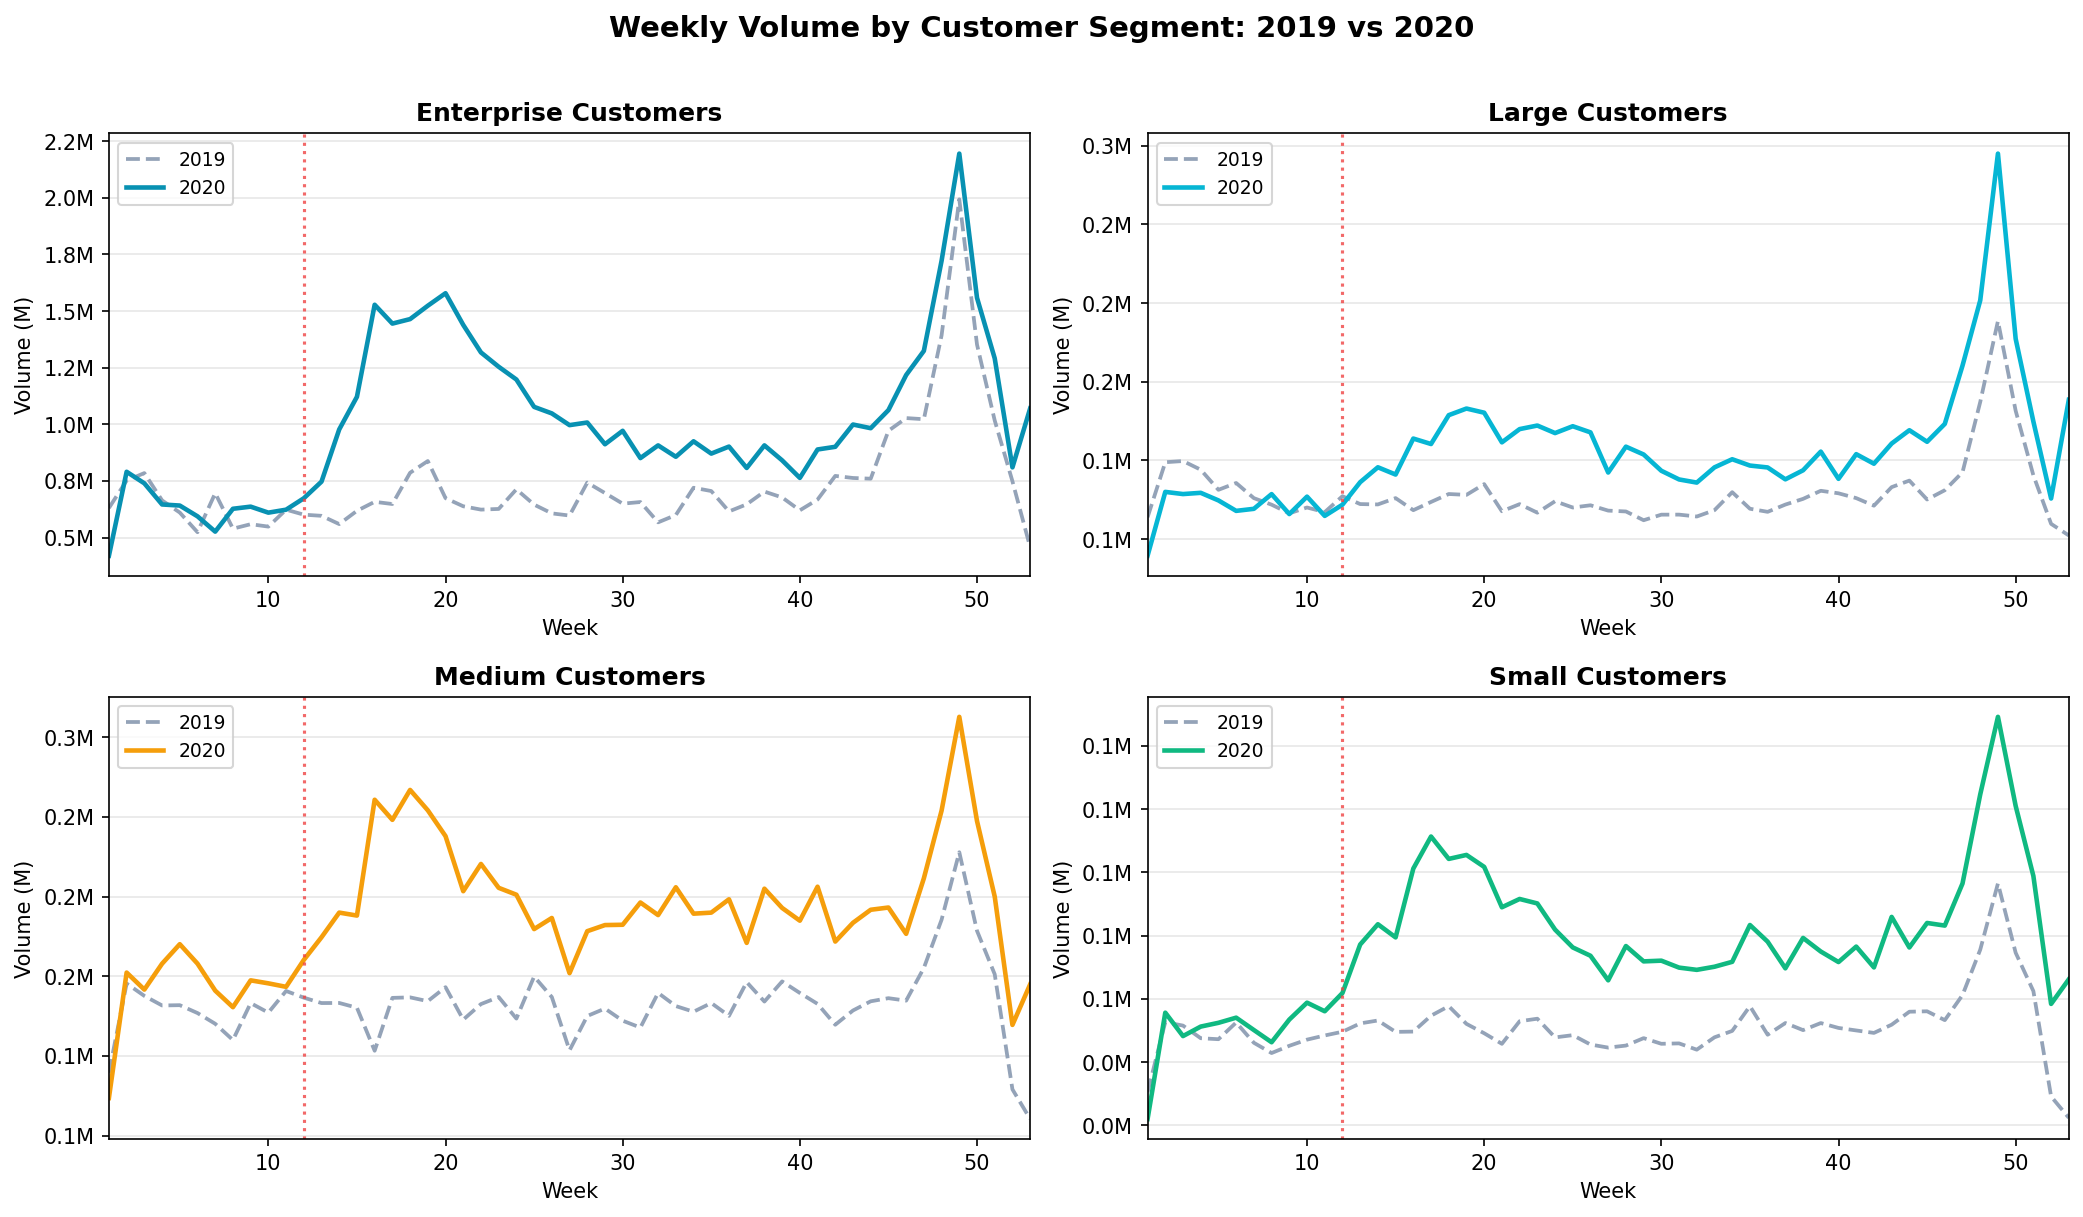 Weekly Volume by Customer Segment: 2019 vs 2020
Enterprise Customers
2.2M
2.0M
1.8M
1.5M
1.2M
1.0M
0.8M
0.5M
Volume (M)
2019
2020
10 20 30 40 50
Week
Large Customers
0.3M
0.2M
0.2M
0.2M
0.1M
0.1M
Volume (M)
2019
2020
10 20 30 40 50
Week
Medium Customers
0.3M
0.2M
0.2M
0.2M
0.1M
0.1M
Volume (M)
2019
2020
10 20 30 40 50
Week
Small Customers
0.1M
0.1M
0.1M
0.1M
0.1M
0.0M
0.0M
Volume (M)
2019
2020
10 20 30 40 50
Week